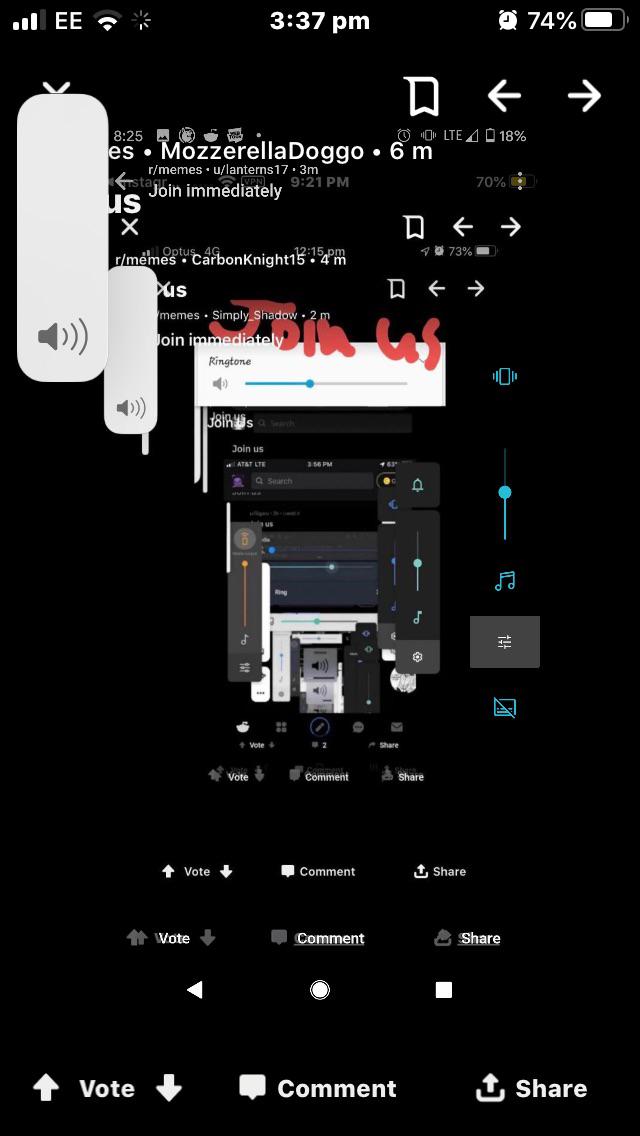 EE 3:37 pm 74%
8:25 LTE 18%
es • MozzerellaDoggo • 6 m
r/memes • u/lanterns17 • 3m
9:21 PM 70%
VPN
Join immediately
us
Optus 4G 12:15 pm 73%
r/memes • CarbonKnight15 • 4 m
us
/memes • Simply_Shadow • 2 m
Join us
Join immediately
Ringtone
Join us
Search
Join us
AT&T LTE 3:56 PM 63
Search
Join us
Ring
Vote 2 Share
Vote Comment Share
Vote Comment Share
Vote Comment Share
Vote Comment Share